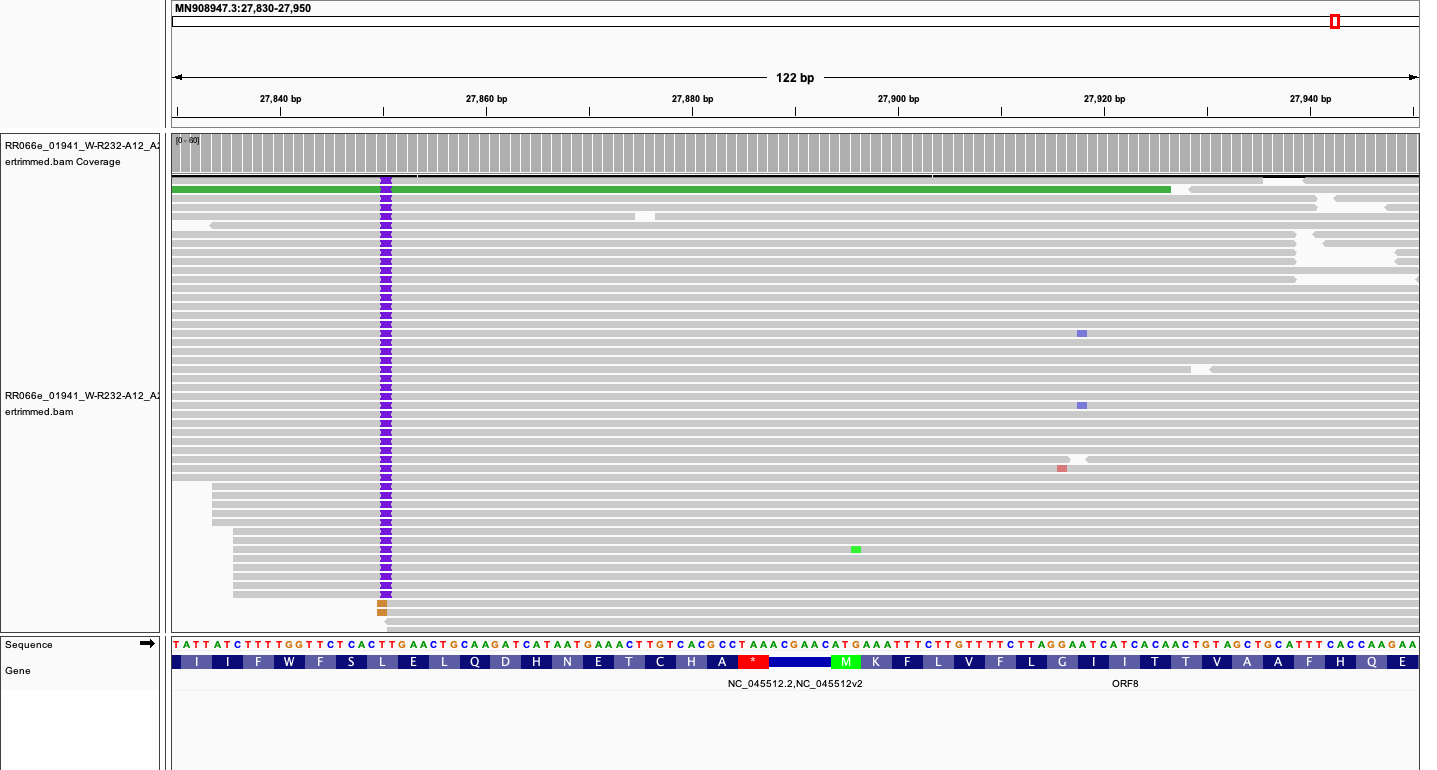 MN908947.3:27,830-27,950
122 bp
27,840 bp 27,860 bp 27,880 bp 27,900 bp 27,920 bp 27,940 bp
[0 - 60]
RR066e_01941_W-R232-A12_A2
ertrimmed.bam Coverage
RR066e_01941_W-R232-A12_A2
ertrimmed.bam
Sequence
TATTATCTTTTGGTTCTCACTTGAACTGCAAGATCATAATGAAACTTGTCACGCCTAAACGAACATGAAATTTCTTGTTTTCTTAGGAATCATCACAACTGTAGCTGCATTTCACCAAGAA
Gene
I I F W F S L E L Q D H N E T C H A * M K F L V F L G I I T T V A A F H Q E
NC_045512.2,NC_045512v2 ORF8